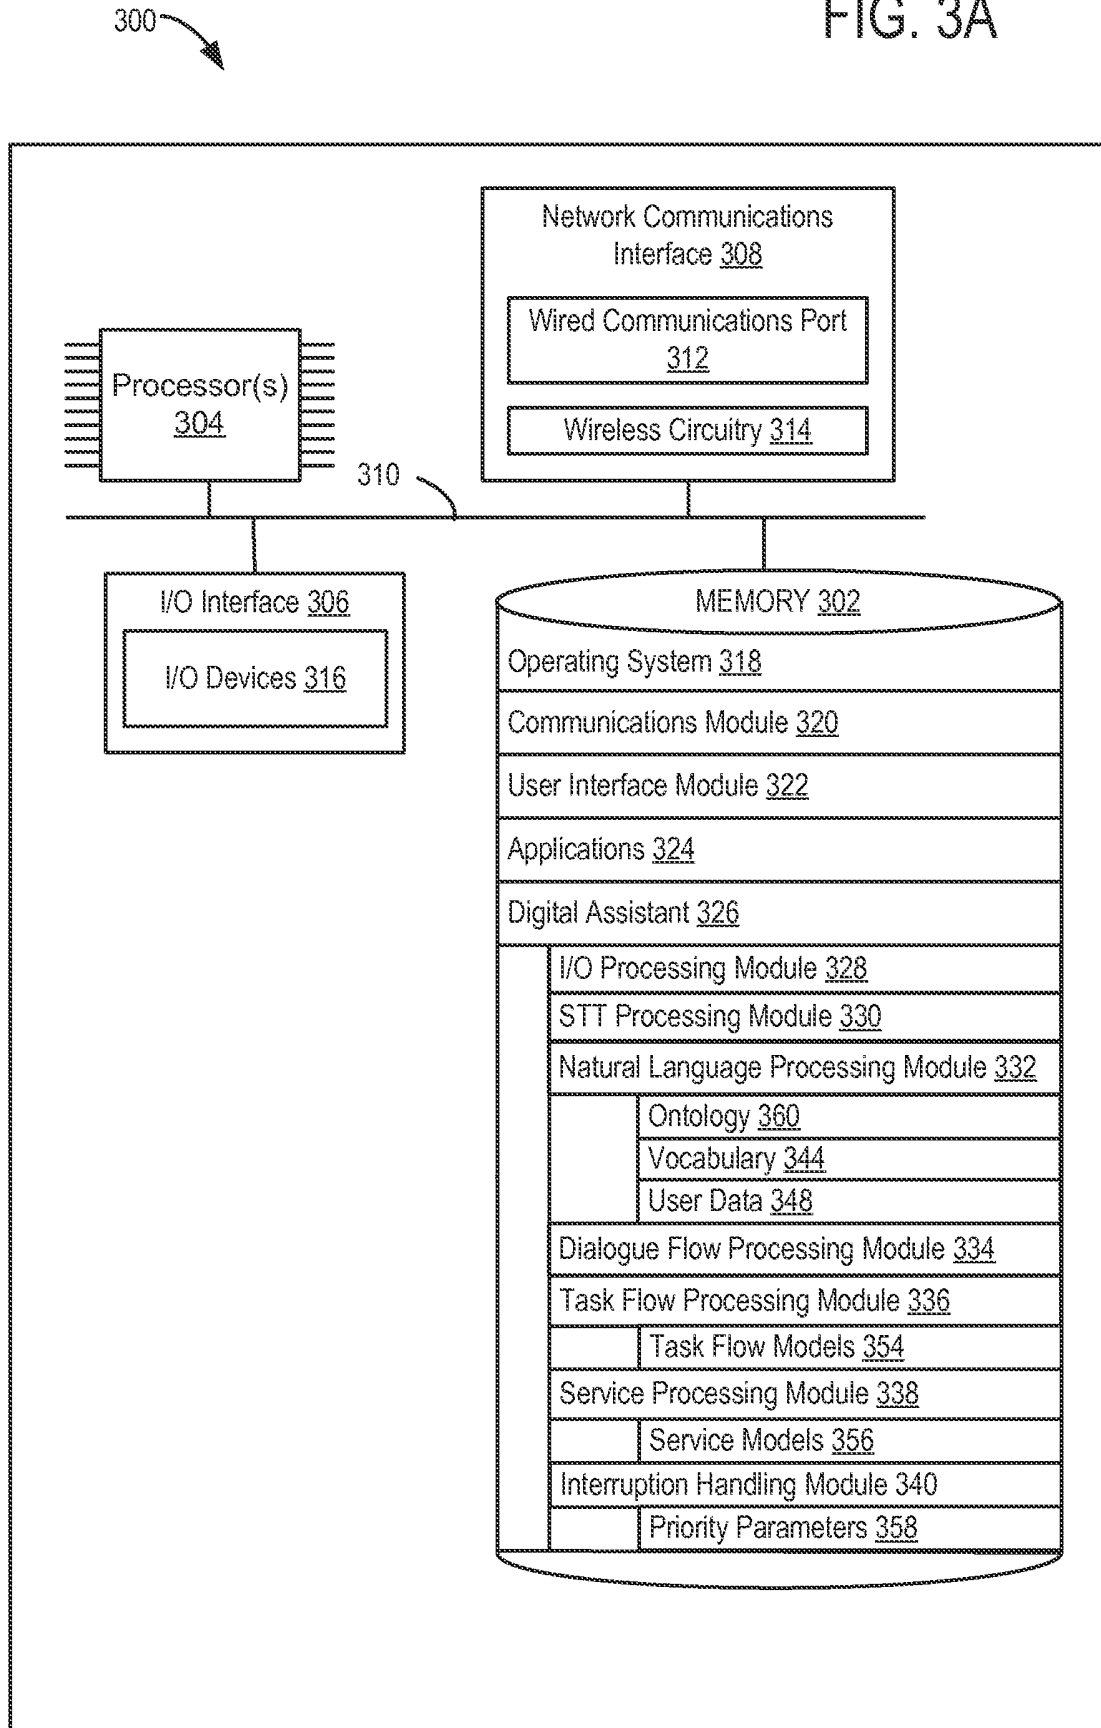 300
FIG. 3A
Network Communications
Interface 308
Wired Communications Port
312
Wireless Circuitry 314
Processor(s)
304
310
I/O Interface 306
I/O Devices 316
MEMORY 302
Operating System 318
Communications Module 320
User Interface Module 322
Applications 324
Digital Assistant 326
I/O Processing Module 328
STT Processing Module 330
Natural Language Processing Module 332
Ontology 360
Vocabulary 344
User Data 348
Dialogue Flow Processing Module 334
Task Flow Processing Module 336
Task Flow Models 354
Service Processing Module 338
Service Models 356
Interruption Handling Module 340
Priority Parameters 358